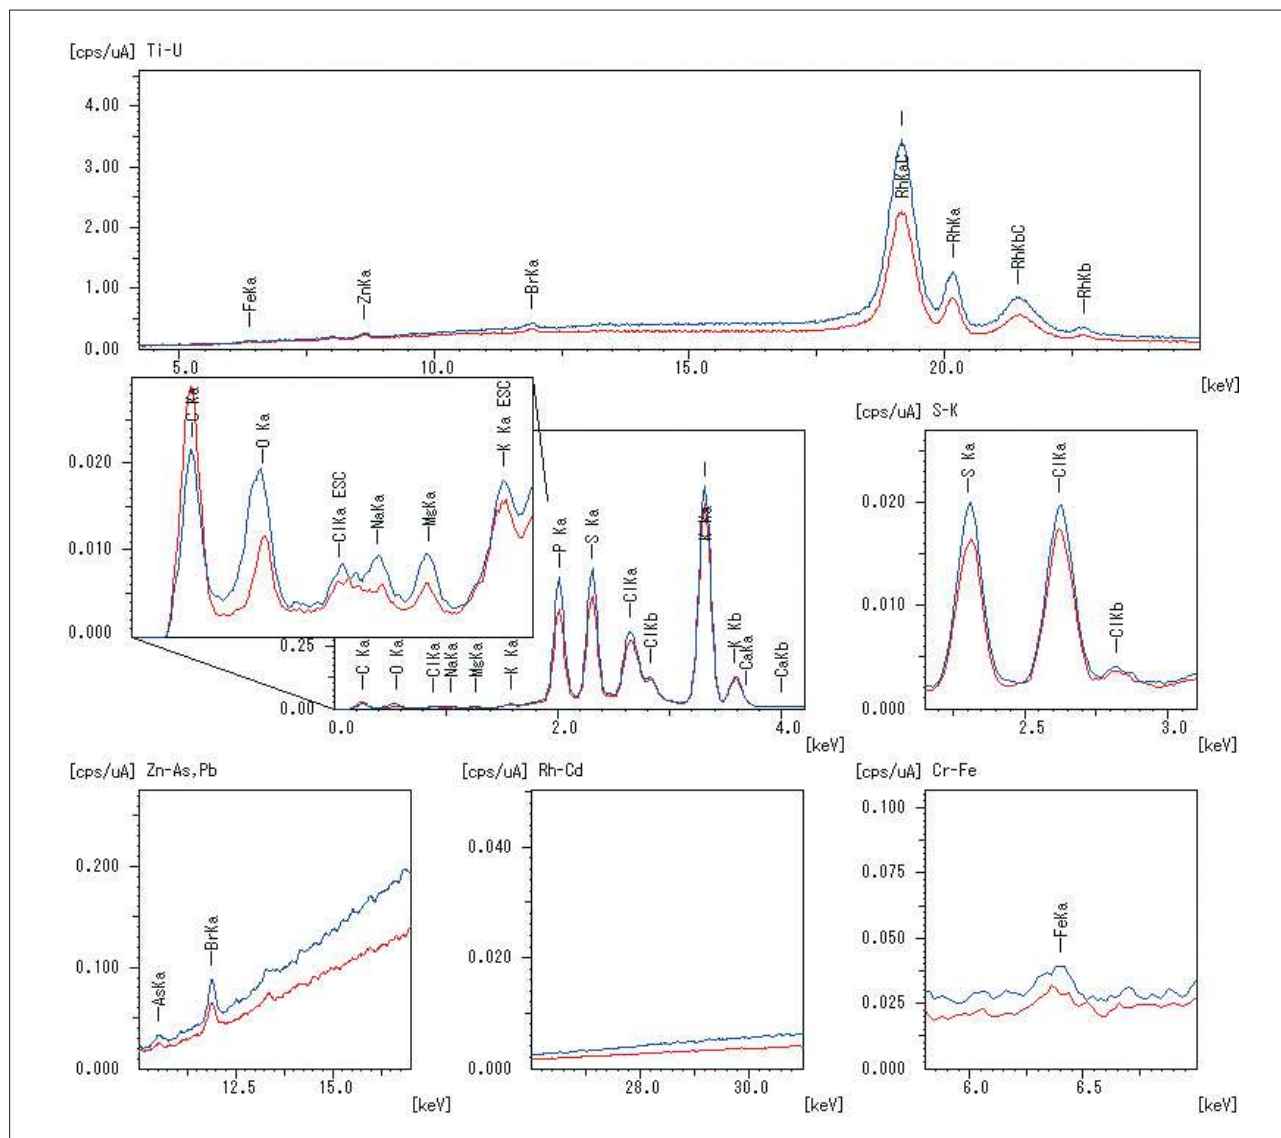 [cps/uA] Ti-U
4.00
3.00
2.00
1.00
0.00
FeKa
ZnKa
BrKa
RhKaC
RhKa
RhKbC
RhKb
5.0 10.0 15.0 20.0
[keV]
0.020
0.010
0.000
C Ka
O Ka
ClKa ESC
NaKa
MgKa
K Ka ESC
0.25
0.00
C Ka
O Ka
ClKa
NaKa
MgKa
K Ka
P Ka
S Ka
ClKa
ClKb
K Ka
K Kb
CaKa
CaKb
0.0 2.0 4.0
[keV]
[cps/uA] S-K
0.020
0.010
0.000
S Ka
ClKa
ClKb
2.5 3.0
[keV]
[cps/uA] Zn-As,Pb
0.200
0.100
0.000
AsKa
BrKa
12.5 15.0
[keV]
[cps/uA] Rh-Cd
0.040
0.020
0.000
28.0 30.0
[keV]
[cps/uA] Cr-Fe
0.100
0.075
0.050
0.025
0.000
FeKa
6.0 6.5
[keV]